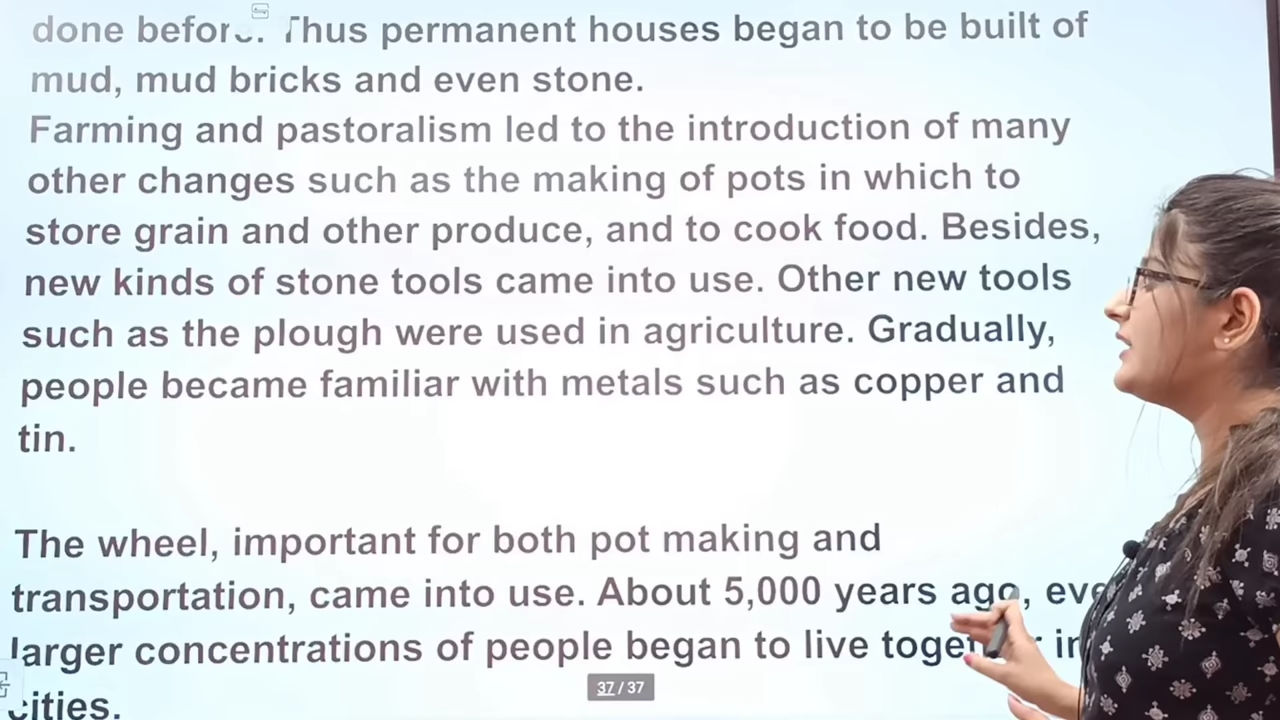 done before. Thus permanent houses began to be built of
mud, mud bricks and even stone.
Farming and pastoralism led to the introduction of many
other changes such as the making of pots in which to
store grain and other produce, and to cook food. Besides,
new kinds of stone tools came into use. Other new tools
such as the plough were used in agriculture. Gradually,
people became familiar with metals such as copper and
tin.
The wheel, important for both pot making and
transportation, came into use. About 5,000 years ago,
larger concentrations of people began to live together in
cities.
37 / 37